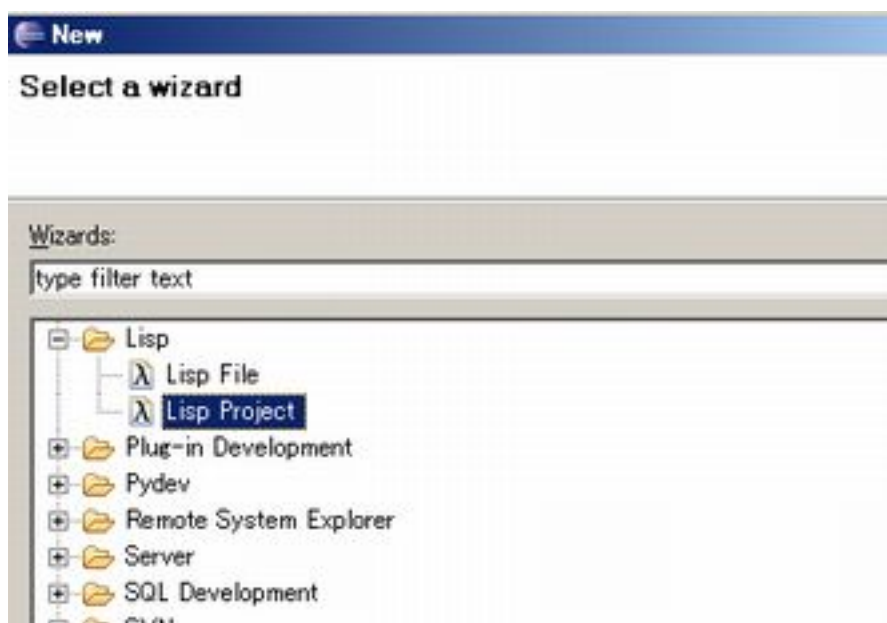 New
Select a wizard
Wizards:
type filter text
Lisp
λ Lisp File
λ Lisp Project
Plug-in Development
Pydev
Remote System Explorer
Server
SQL Development